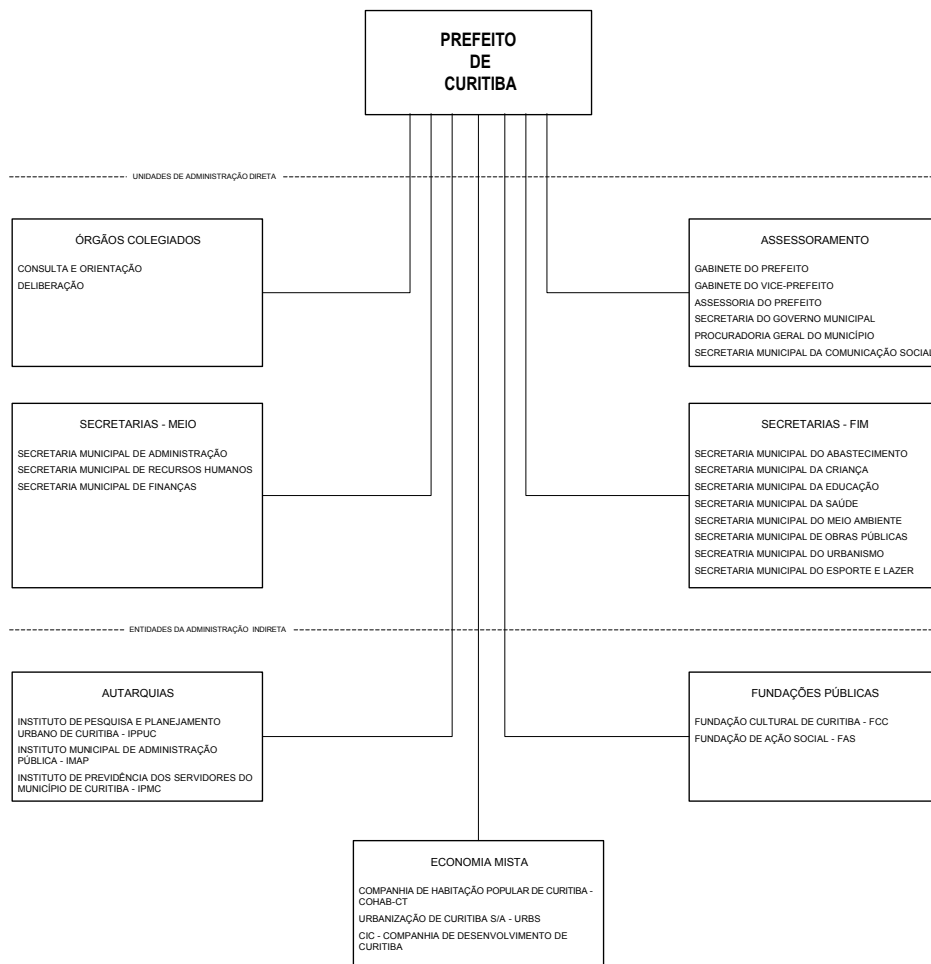 PREFEITO
DE
CURITIBA
UNIDADES DE ADMINISTRAÇÃO DIRETA
ÓRGÃOS COLEGIADOS
CONSULTA E ORIENTAÇÃO
DELIBERAÇÃO
ASSESSORAMENTO
GABINETE DO PREFEITO
GABINETE DO VICE-PREFEITO
ASSESSORIA DO PREFEITO
SECRETARIA DO GOVERNO MUNICIPAL
PROCURADORIA GERAL DO MUNICÍPIO
SECRETARIA MUNICIPAL DA COMUNICAÇÃO SOCIAL
SECRETARIAS - MEIO
SECRETARIA MUNICIPAL DE ADMINISTRAÇÃO
SECRETARIA MUNICIPAL DE RECURSOS HUMANOS
SECRETARIA MUNICIPAL DE FINANÇAS
SECRETARIAS - FIM
SECRETARIA MUNICIPAL DO ABASTECIMENTO
SECRETARIA MUNICIPAL DA CRIANÇA
SECRETARIA MUNICIPAL DA EDUCAÇÃO
SECRETARIA MUNICIPAL DA SAÚDE
SECRETARIA MUNICIPAL DO MEIO AMBIENTE
SECRETARIA MUNICIPAL DE OBRAS PÚBLICAS
SECREATRIA MUNICIPAL DO URBANISMO
SECRETARIA MUNICIPAL DO ESPORTE E LAZER
ENTIDADES DA ADMINISTRAÇÃO INDIRETA
AUTARQUIAS
INSTITUTO DE PESQUISA E PLANEJAMENTO
URBANO DE CURITIBA - IPPUC
INSTITUTO MUNICIPAL DE ADMINISTRAÇÃO
PÚBLICA - IMAP
INSTITUTO DE PREVIDÊNCIA DOS SERVIDORES DO
MUNICÍPIO DE CURITIBA - IPMC
FUNDAÇÕES PÚBLICAS
FUNDAÇÃO CULTURAL DE CURITIBA - FCC
FUNDAÇÃO DE AÇÃO SOCIAL - FAS
ECONOMIA MISTA
COMPANHIA DE HABITAÇÃO POPULAR DE CURITIBA -
COHAB-CT
URBANIZAÇÃO DE CURITIBA S/A - URBS
CIC - COMPANHIA DE DESENVOLVIMENTO DE
CURITIBA